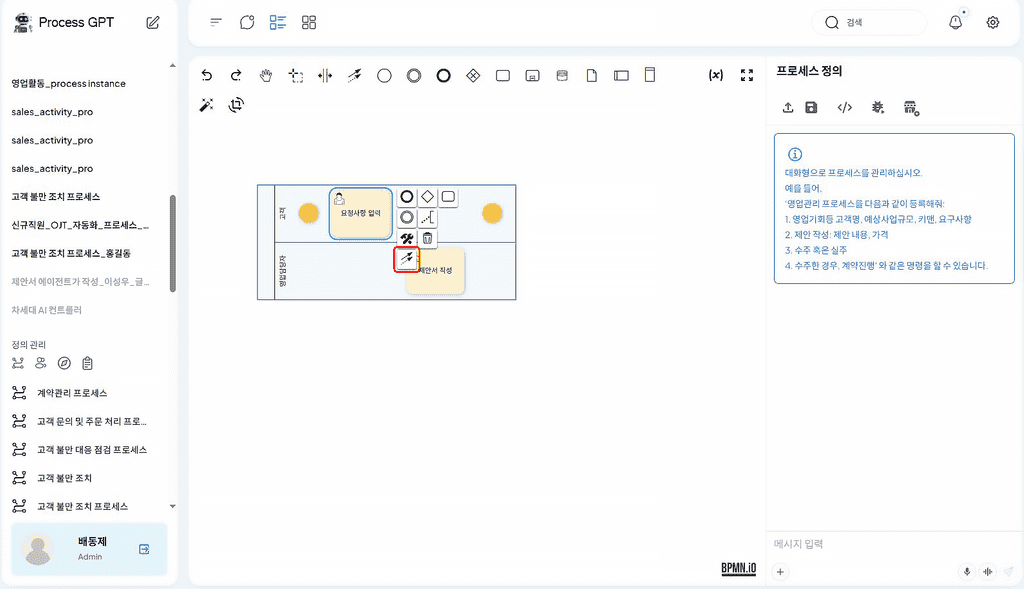 Process GPT
검색
영업활동_process instance
sales_activity_pro
sales_activity_pro
sales_activity_pro
고객 불만 조치 프로세스
신규직원_OJT_자동화_프로세스_...
고객 불만 조치 프로세스_홍길동
제안서 에이전트가 작성_이성우_글...
차세대 AI 컨트롤러
정의 관리
계약관리 프로세스
고객 문의 및 주문 처리 프로...
고객 불만 대응 점검 프로세스
고객 불만 조치
고객 불만 조치 프로세스
배동제
Admin
(x)
고객
요청사항 입력
영업담당자
제안서 작성
BPMN.iO
프로세스 정의
대화형으로 프로세스를 관리하십시오.
예를 들어,
'영업관리 프로세스를 다음과 같이 등록해줘:
1. 영업기회등 고객명, 예상사업규모, 키맨, 요구사항
2. 제안 작성: 제안 내용, 가격
3. 수주 혹은 실주
4. 수주한 경우, 계약진행' 와 같은 명령을 할 수 있습니다.
메시지 입력